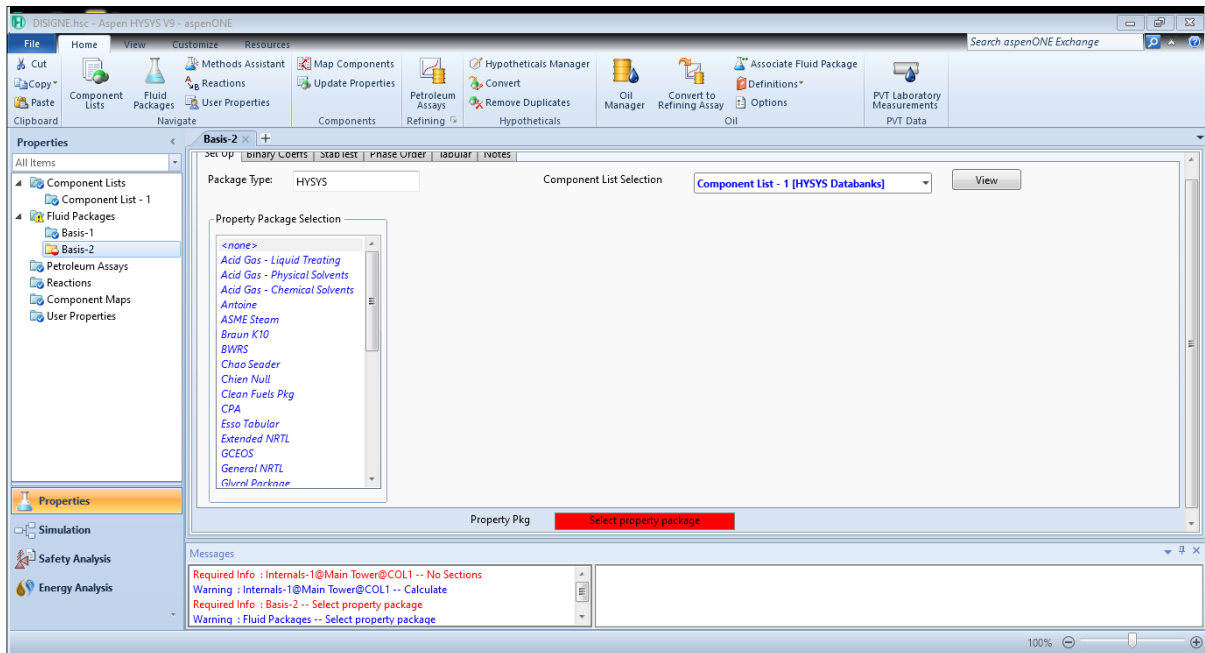 DISIGNE.hsc - Aspen HYSYS V9 - aspenONE
File Home View Customize Resources
Search aspenONE Exchange
Cut
Copy
Paste
Clipboard
Component Lists
Fluid Packages
Methods Assistant
Reactions
User Properties
Navigate
Map Components
Update Properties
Components
Petroleum Assays
Refining
Hypotheticals Manager
Convert
Remove Duplicates
Hypotheticals
Oil Manager
Convert to Refining Assay
Associate Fluid Package
Definitions
Options
Oil
PVT Laboratory Measurements
PVT Data
Properties
All Items
Component Lists
Component List - 1
Fluid Packages
Basis-1
Basis-2
Petroleum Assays
Reactions
Component Maps
User Properties
Properties
Simulation
Safety Analysis
Energy Analysis
Basis-2
Set Up Binary Coeffs StabTest Phase Order Tabular Notes
Package Type: HYSYS
Component List Selection Component List - 1 [HYSYS Databanks] View
Property Package Selection
<none>
Acid Gas - Liquid Treating
Acid Gas - Physical Solvents
Acid Gas - Chemical Solvents
Antoine
ASME Steam
Braun K10
BWRS
Chao Seader
Chien Null
Clean Fuels Pkg
CPA
Esso Tabular
Extended NRTL
GCEOS
General NRTL
Glycol Package
Property Pkg Select property package
Messages
Required Info : Internals-1@Main Tower@COL1 -- No Sections
Warning : Internals-1@Main Tower@COL1 -- Calculate
Required Info : Basis-2 -- Select property package
Warning : Fluid Packages -- Select property package
100%